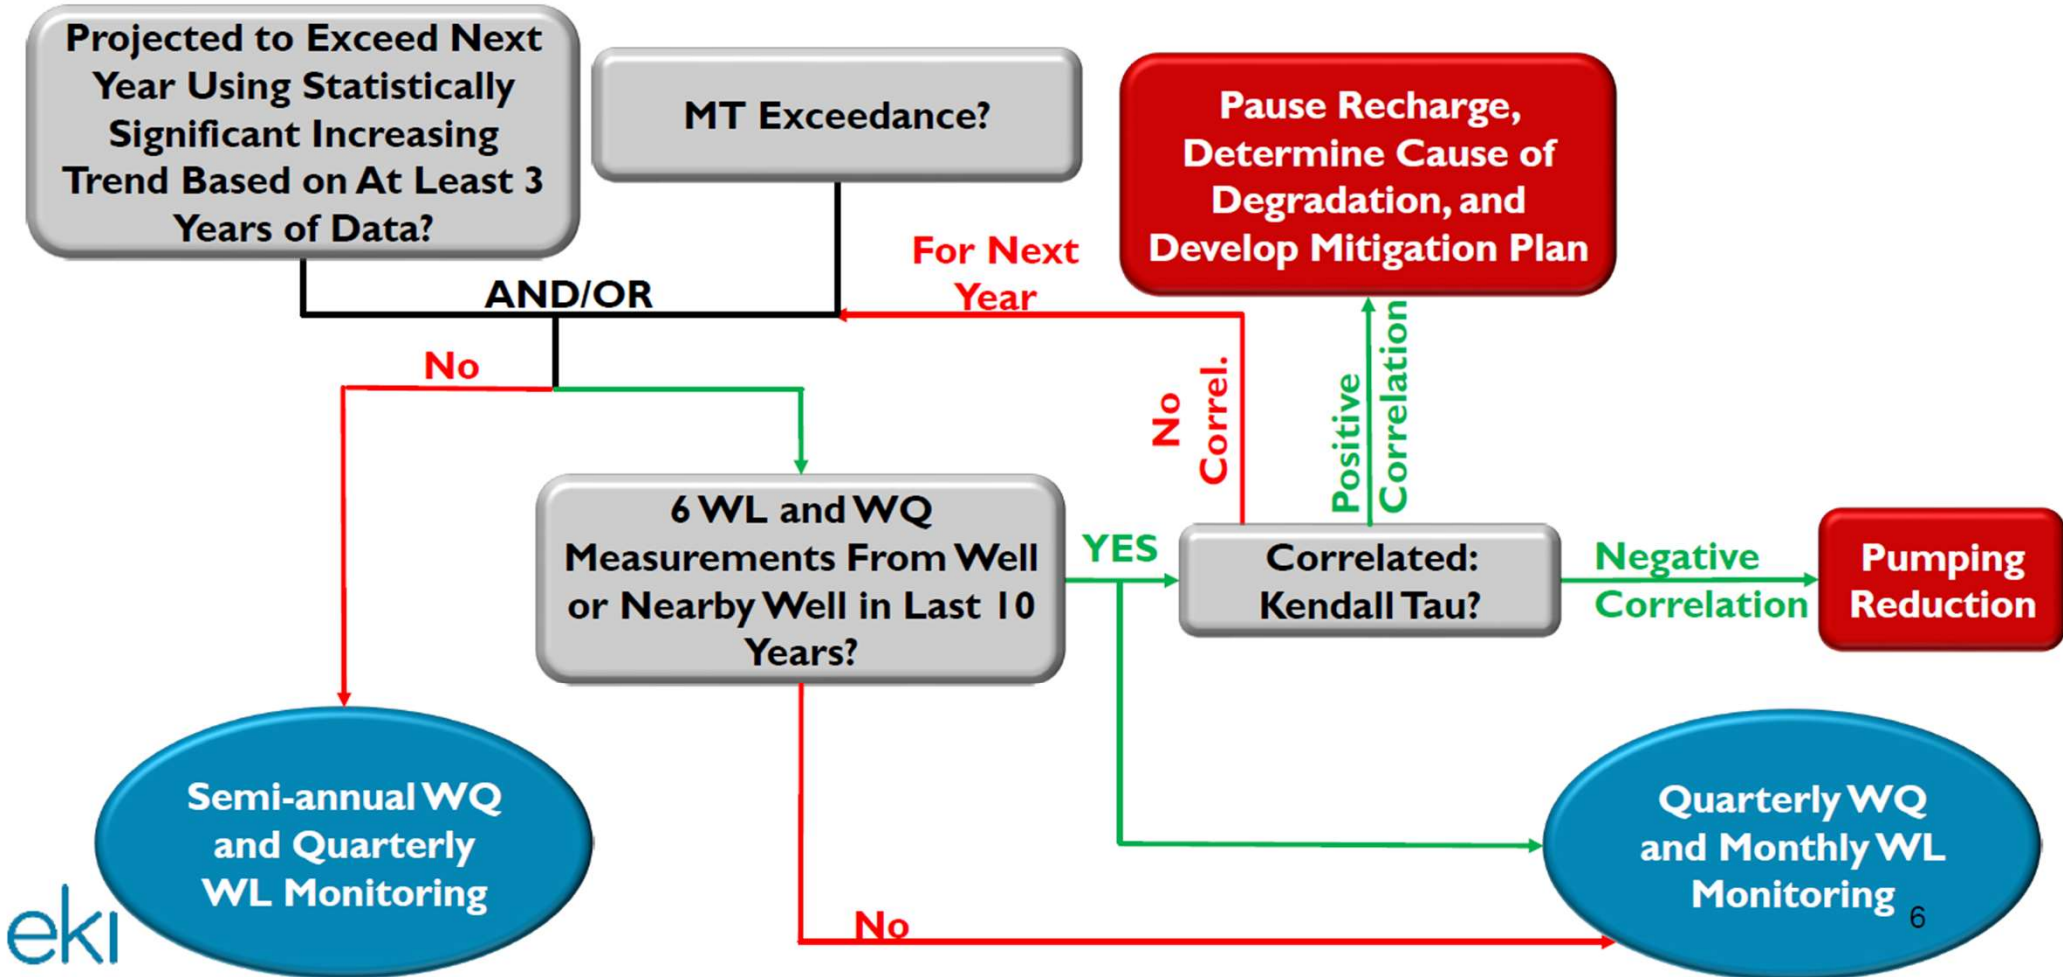 Projected to Exceed Next
Year Using Statistically
Significant Increasing
Trend Based on At Least 3
Years of Data?
MT Exceedance?
Pause Recharge,
Determine Cause of
Degradation, and
Develop Mitigation Plan
For Next
Year
AND/OR
No
No
Correl.
Positive
Correlation
6 WL and WQ
Measurements From Well
or Nearby Well in Last 10
Years?
YES
Correlated:
Kendall Tau?
Negative
Correlation
Pumping
Reduction
Semi-annual WQ
and Quarterly
WL Monitoring
Quarterly WQ
and Monthly WL
Monitoring
No
6
eki